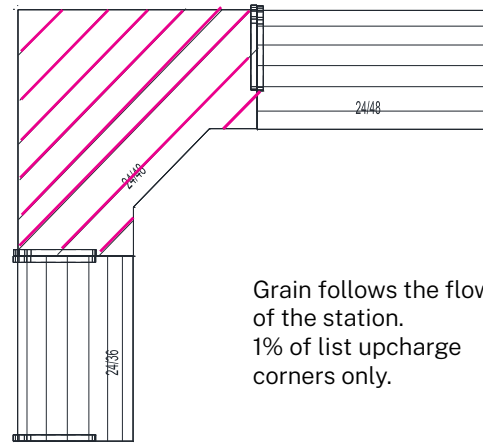 24/48
24/48
24/36
Grain follows the flow
of the station.
1% of list upcharge
corners only.